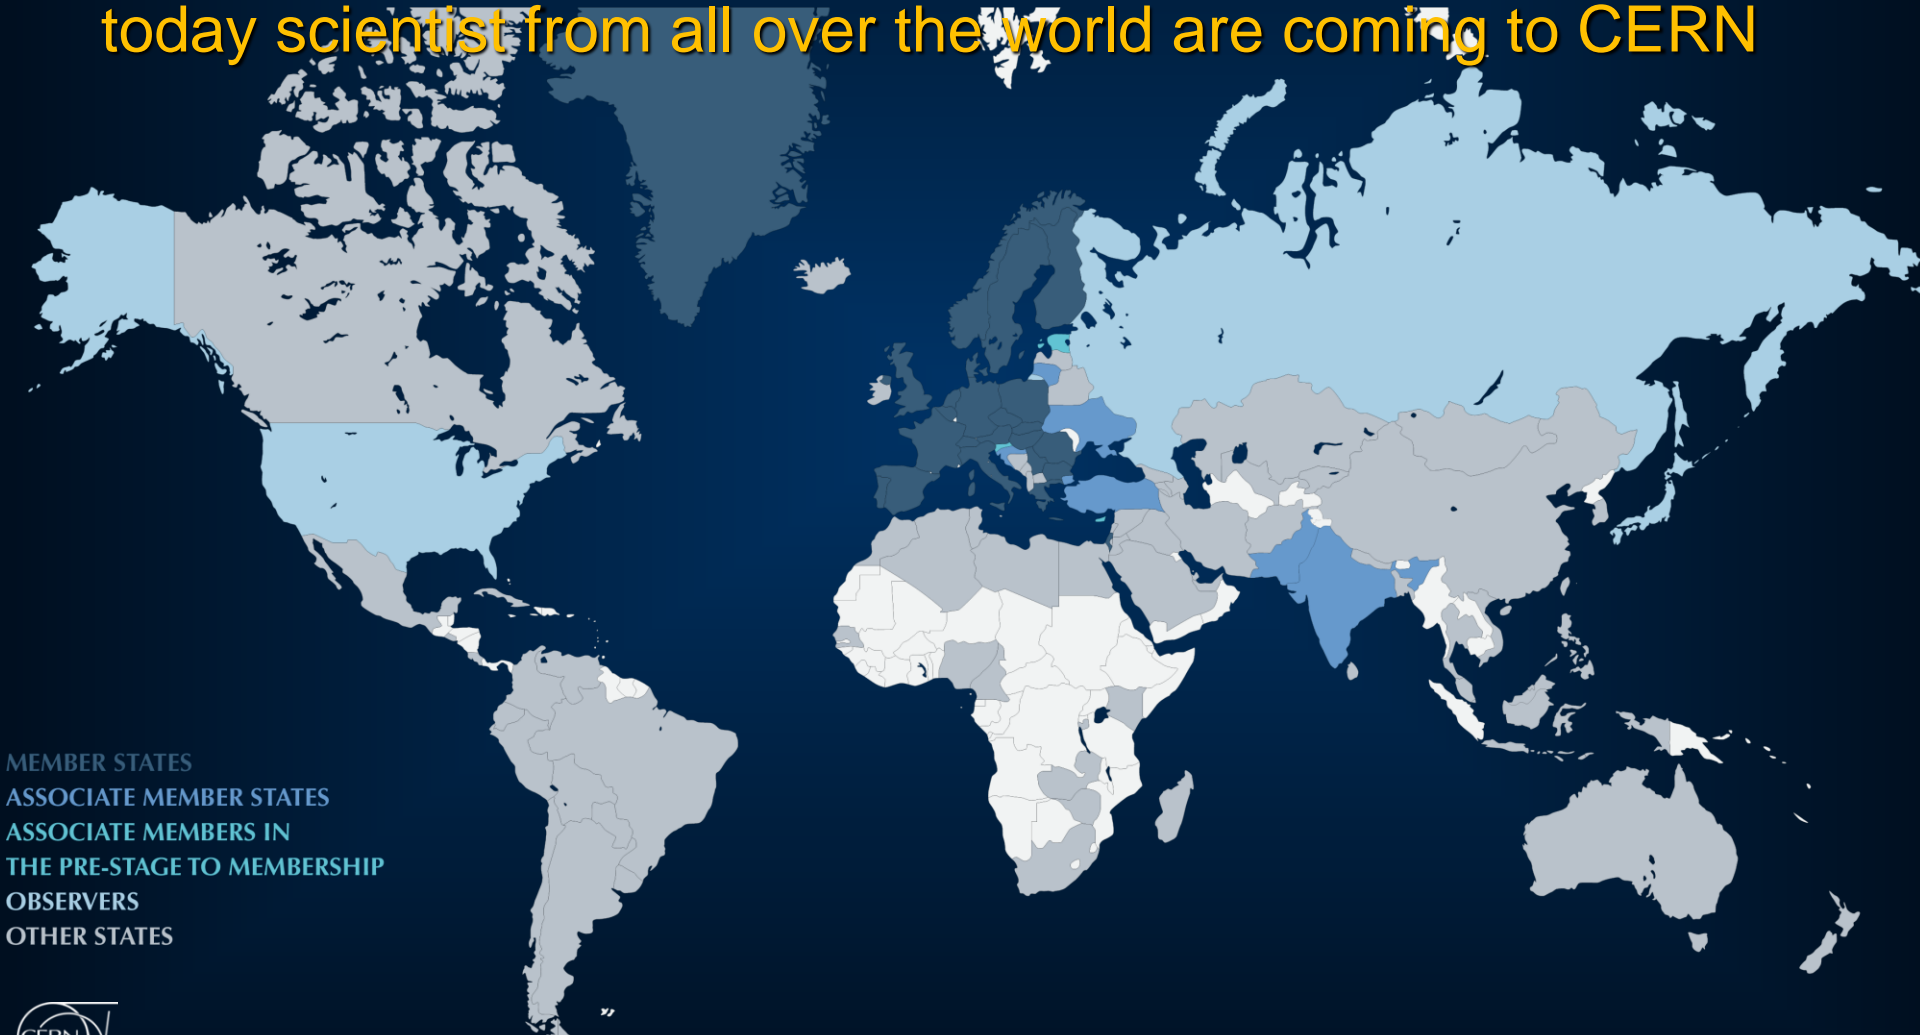 today scientist from all over the world are coming to CERN
MEMBER STATES
ASSOCIATE MEMBER STATES
ASSOCIATE MEMBERS IN
THE PRE-STAGE TO MEMBERSHIP
OBSERVERS
OTHER STATES
CERN